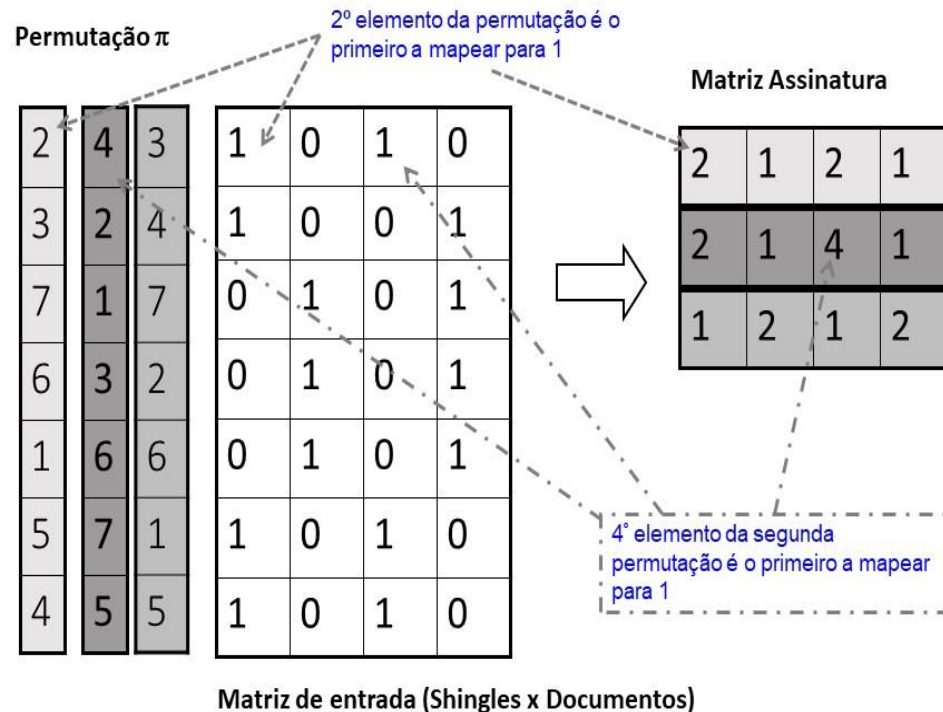 2º elemento da permutação é o
primeiro a mapear para 1
Permutação π
Matriz Assinatura
2 4 3 1 0 1 0
3 2 4 1 0 0 1
7 1 7 0 1 0 1
6 3 2 0 1 0 1
1 6 6 0 1 0 1
5 7 1 1 0 1 0
4 5 5 1 0 1 0
2 1 2 1
2 1 4 1
1 2 1 2
4° elemento da segunda
permutação é o primeiro a mapear
para 1
Matriz de entrada (Shingles x Documentos)